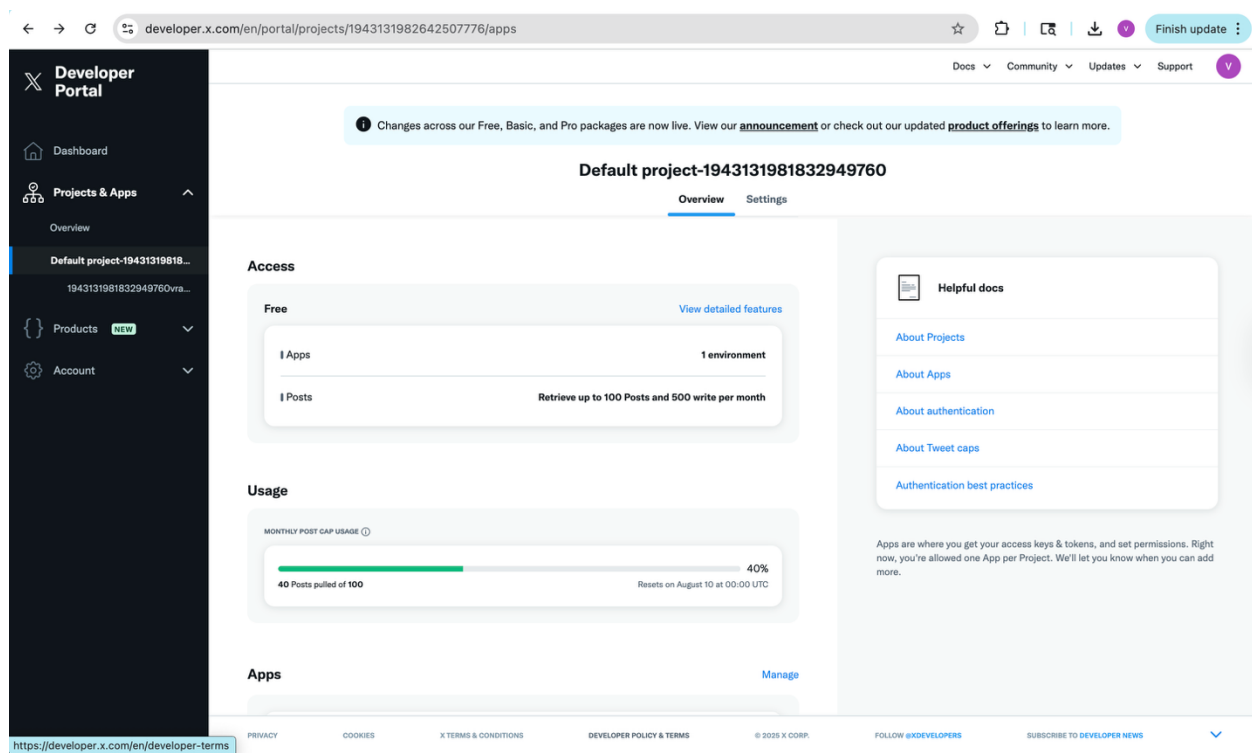 developer.x.com/en/portal/projects/1943131982642507776/apps
V
Finish update
Developer
Portal
Docs
Community
Updates
Support
V
Changes across our Free, Basic, and Pro packages are now live. View our announcement or check out our updated product offerings to learn more.
Dashboard
Projects & Apps
Overview
Default project-19431319818...
1943131981832949760vra...
Products
NEW
Account
Default project-1943131981832949760
Overview
Settings
Access
Free
View detailed features
Apps
1 environment
Posts
Retrieve up to 100 Posts and 500 write per month
Usage
MONTHLY POST CAP USAGE
40%
40 Posts pulled of 100
Resets on August 10 at 00:00 UTC
Apps
Manage
Helpful docs
About Projects
About Apps
About authentication
About Tweet caps
Authentication best practices
Apps are where you get your access keys & tokens, and set permissions. Right
now, you're allowed one App per Project. We'll let you know when you can add
more.
PRIVACY
COOKIES
X TERMS & CONDITIONS
DEVELOPER POLICY & TERMS
© 2025 X CORP.
FOLLOW @XDEVELOPERS
SUBSCRIBE TO DEVELOPER NEWS
https://developer.x.com/en/developer-terms